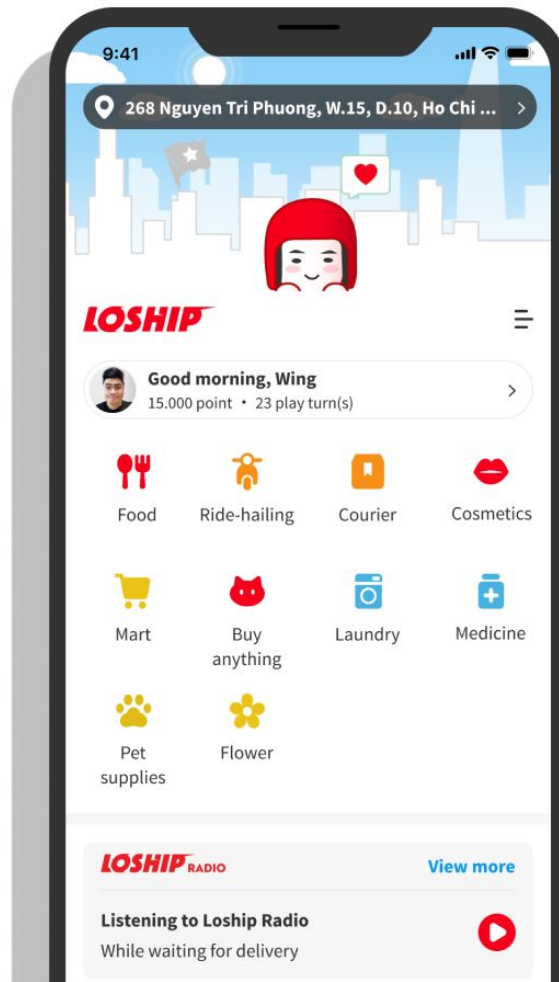 9:41
268 Nguyen Tri Phuong, W.15, D.10, Ho Chi ...
LOSHIP
Good morning, Wing
15.000 point • 23 play turn(s)
Food
Ride-hailing
Courier
Cosmetics
Mart
Buy
anything
Laundry
Medicine
Pet
supplies
Flower
LOSHIP RADIO
View more
Listening to Loship Radio
While waiting for delivery